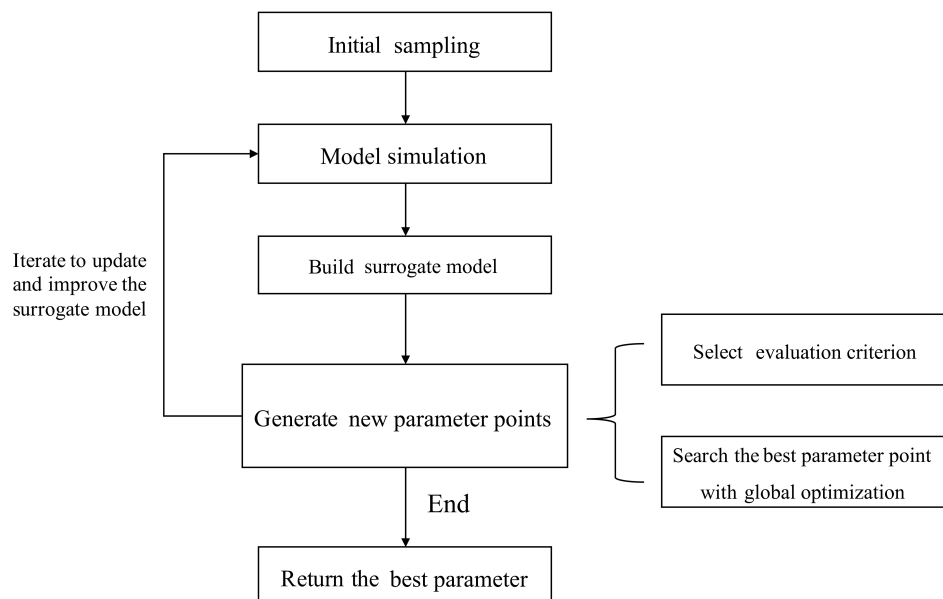 Initial sampling
Model simulation
Iterate to update
and improve the
surrogate model
Build surrogate model
Select evaluation criterion
Generate new parameter points
Search the best parameter point
with global optimization
End
Return the best parameter